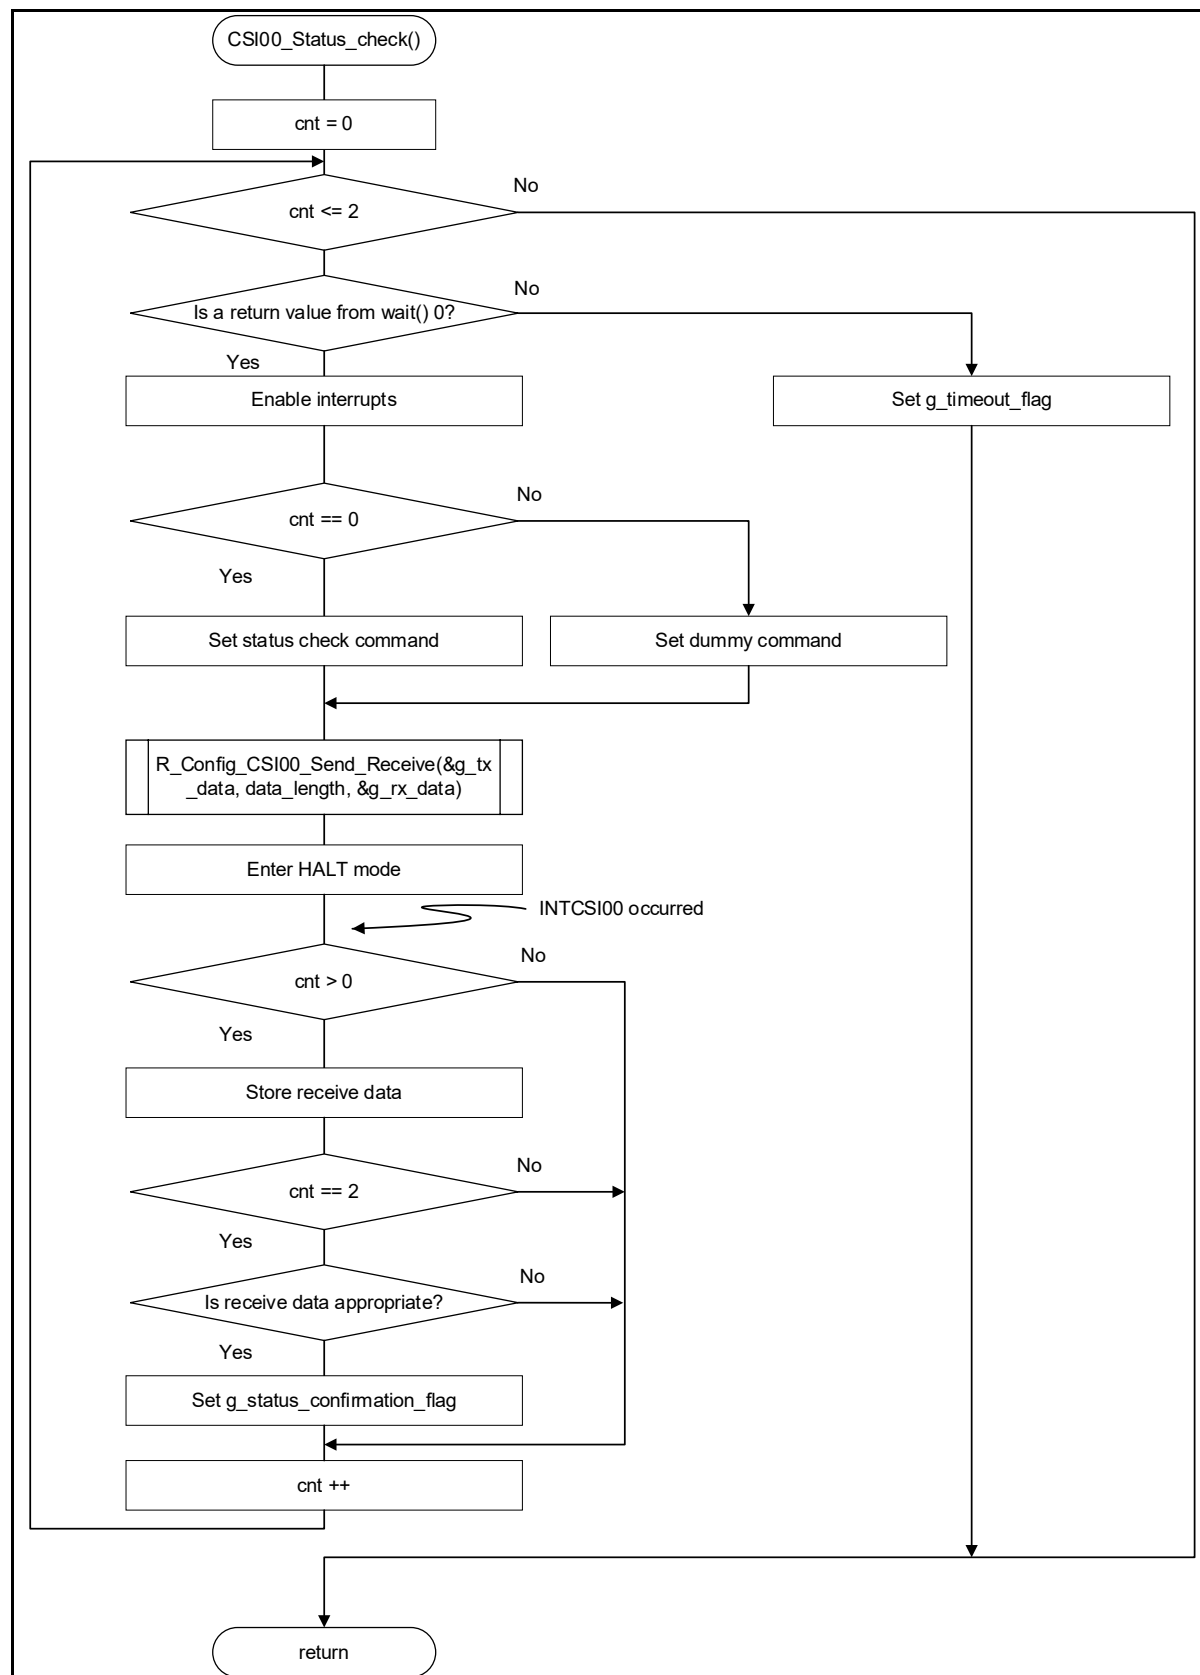 CSI00_Status_check()
cnt = 0
No
cnt <= 2
No
Is a return value from wait() 0?
Yes
Enable interrupts
Set g_timeout_flag
No
cnt == 0
Yes
Set status check command
Set dummy command
R_Config_CSI00_Send_Receive(&g_tx
_data, data_length, &g_rx_data)
Enter HALT mode
INTCSI00 occurred
No
cnt > 0
Yes
Store receive data
No
cnt == 2
Yes
No
Is receive data appropriate?
Yes
Set g_status_confirmation_flag
cnt ++
return